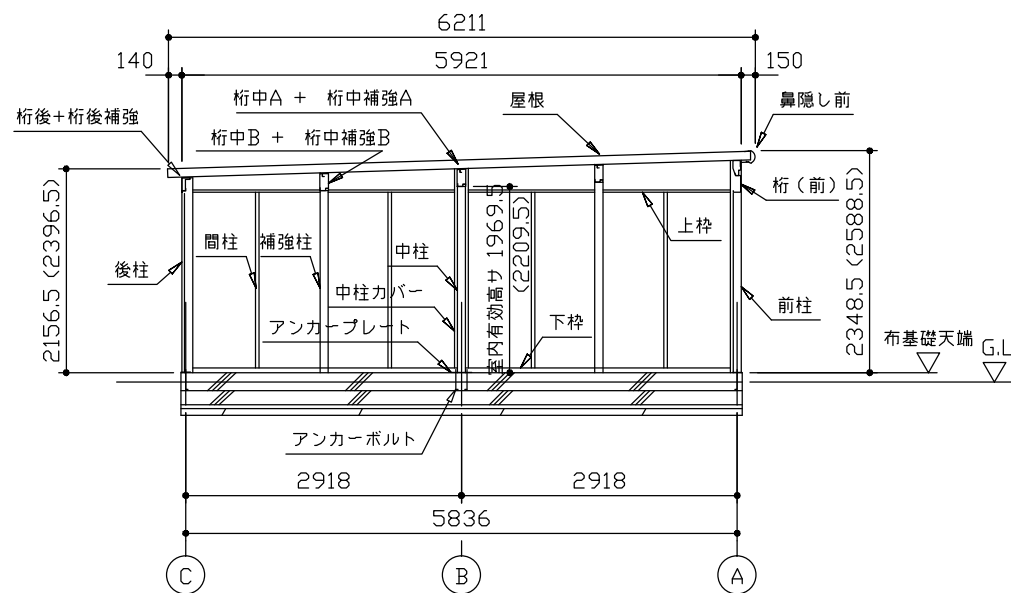 6211
140
5921
150
桁中A + 桁中補強A
屋根
鼻隠し前
桁後+桁後補強
桁中B + 桁中補強B
桁(前)
上枠
2156.5 (2396.5)
間柱
補強柱
中柱
室内有効高サ 1969.5
(2209.5)
2348.5 (2588.5)
後柱
中柱カバー
前柱
アンカープレート
下枠
布基礎天端
G.L
アンカーボルト
2918
2918
5836
C
B
A